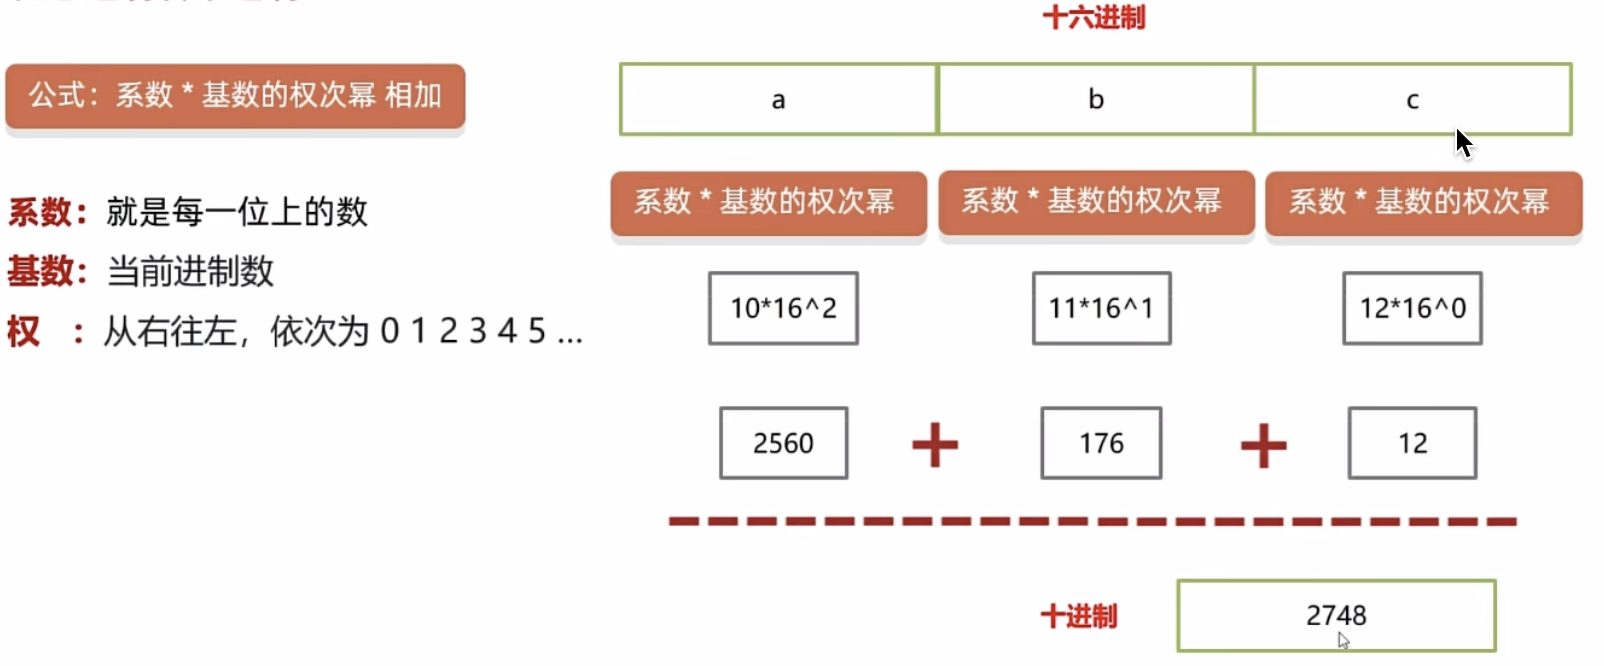 十六进制
公式：系数 * 基数的权次幂 相加
a b c
系数 * 基数的权次幂 系数 * 基数的权次幂 系数 * 基数的权次幂
系数：就是每一位上的数
基数：当前进制数
权 ：从右往左，依次为 0 1 2 3 4 5 ...
10*16^2 11*16^1 12*16^0
2560 + 176 + 12
十进制 2748